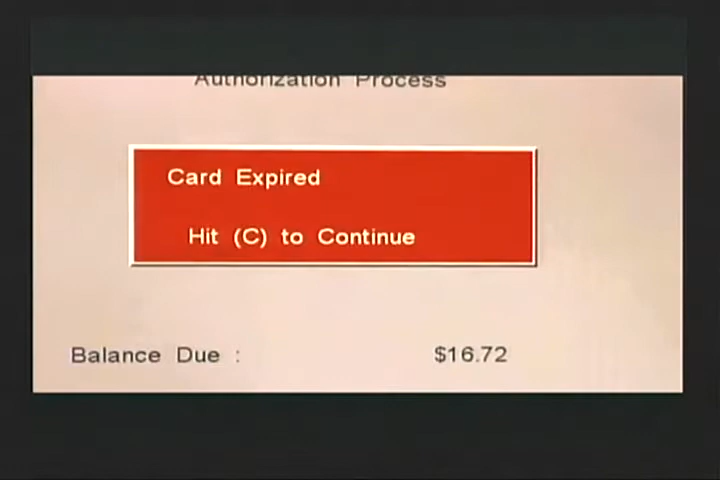 Authorization Process
Card Expired
Hit (C) to Continue
Balance Due : $16.72